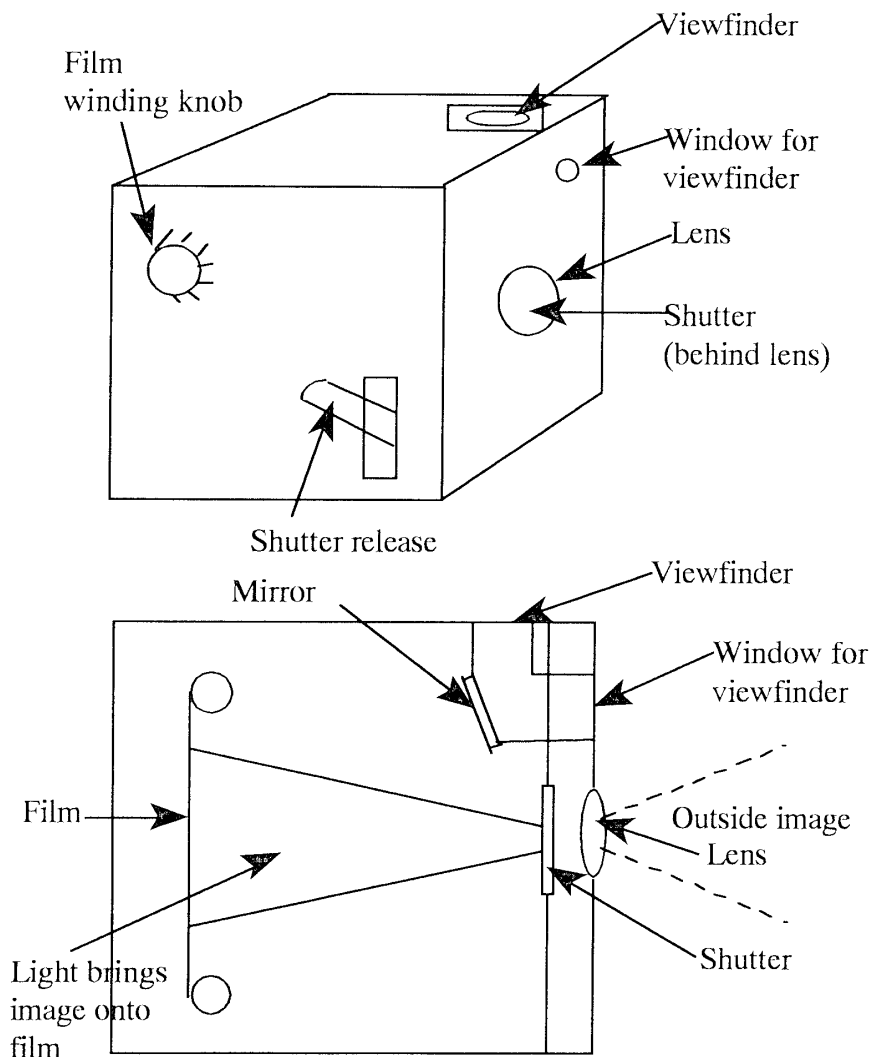 Viewfinder
Film
winding knob
Window for
viewfinder
Lens
Shutter
(behind lens)
Shutter release
Viewfinder
Mirror
Window for
viewfinder
Film
Outside image
Lens
Shutter
Light brings
image onto
film